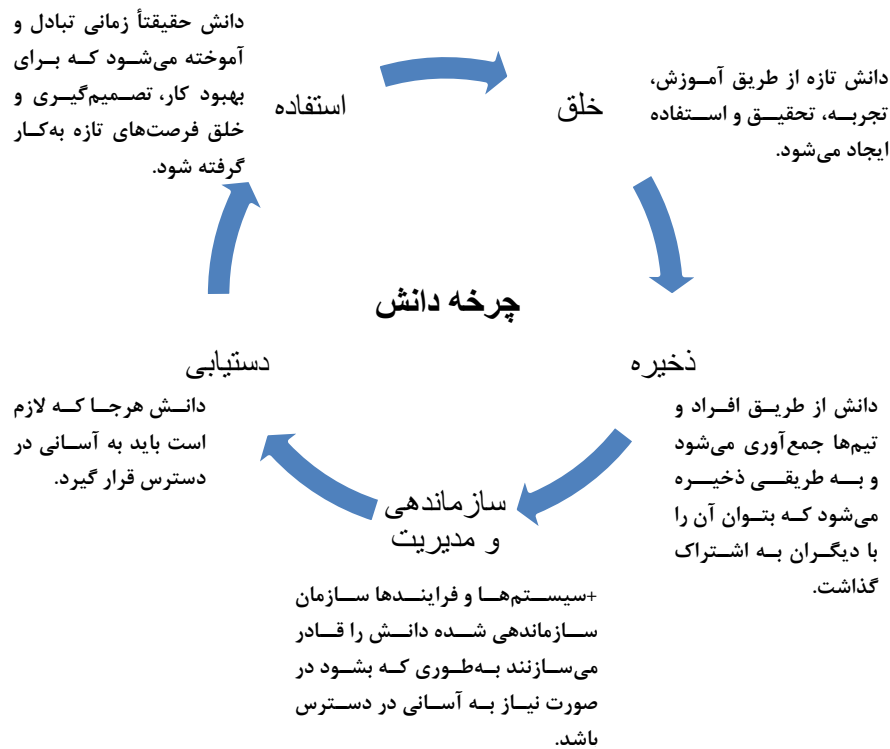 چرخه دانش
خلق
دانش تازه از طریق آموزش،
تجربه، تحقیق و استفاده
ایجاد می‌شود.
ذخیره
دانش از طریق افراد و
تیم‌ها جمع‌آوری می‌شود
و به طریقی ذخیره
می‌شود که بتوان آن را
با دیگران به اشتراک
گذاشت.
سازماندهی
و مدیریت
+سیستم‌ها و فرایندها سازمان
سازماندهی شده دانش را قادر
می‌سازنند به‌طوری که بشود در
صورت نیاز به آسانی در دسترس
باشد.
دستیابی
دانش هرجا که لازم
است باید به آسانی در
دسترس قرار گیرد.
استفاده
دانش حقیقتأ زمانی تبادل و
آموخته می‌شود که برای
بهبود کار، تصمیم‌گیری و
خلق فرصت‌های تازه به‌کار
گرفته شود.